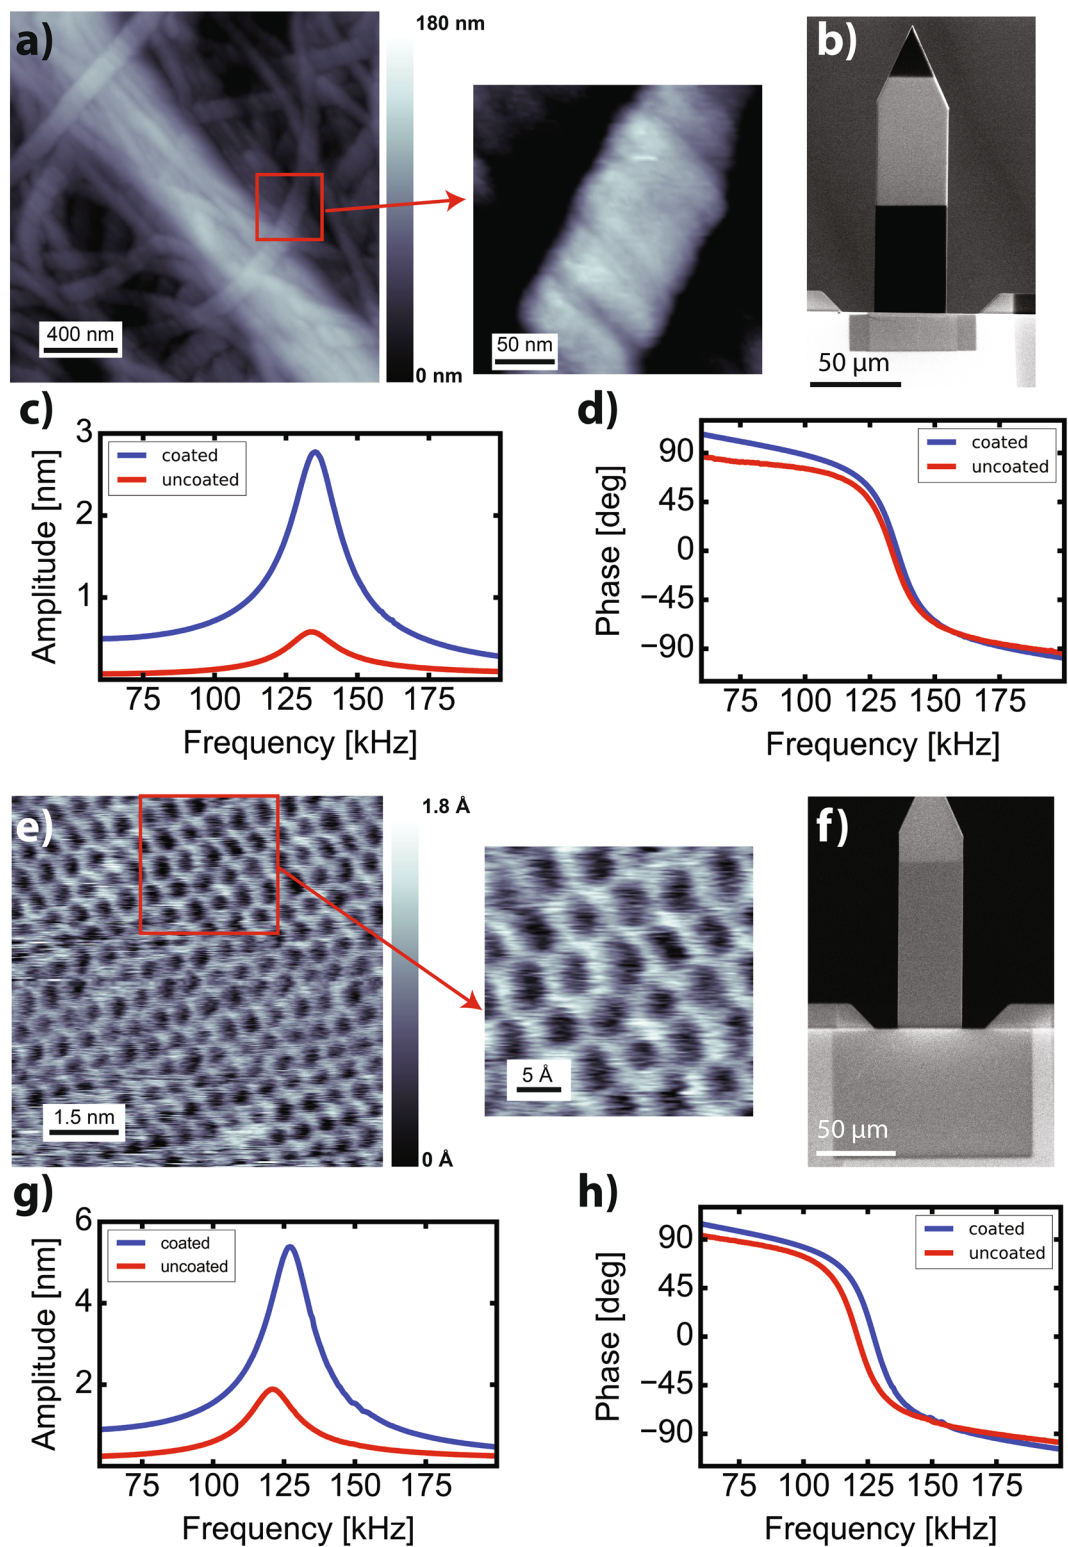 a)
180 nm
0 nm
400 nm
50 nm
b)
50 µm
c)
3
2
1
coated
uncoated
Amplitude [nm]
75 100 125 150 175
Frequency [kHz]
d)
90
45
0
−45
−90
coated
uncoated
Phase [deg]
75 100 125 150 175
Frequency [kHz]
e)
1.8 Å
0 Å
1.5 nm
5 Å
f)
50 µm
g)
6
4
2
coated
uncoated
Amplitude [nm]
75 100 125 150 175
Frequency [kHz]
h)
90
45
0
−45
−90
coated
uncoated
Phase [deg]
75 100 125 150 175
Frequency [kHz]